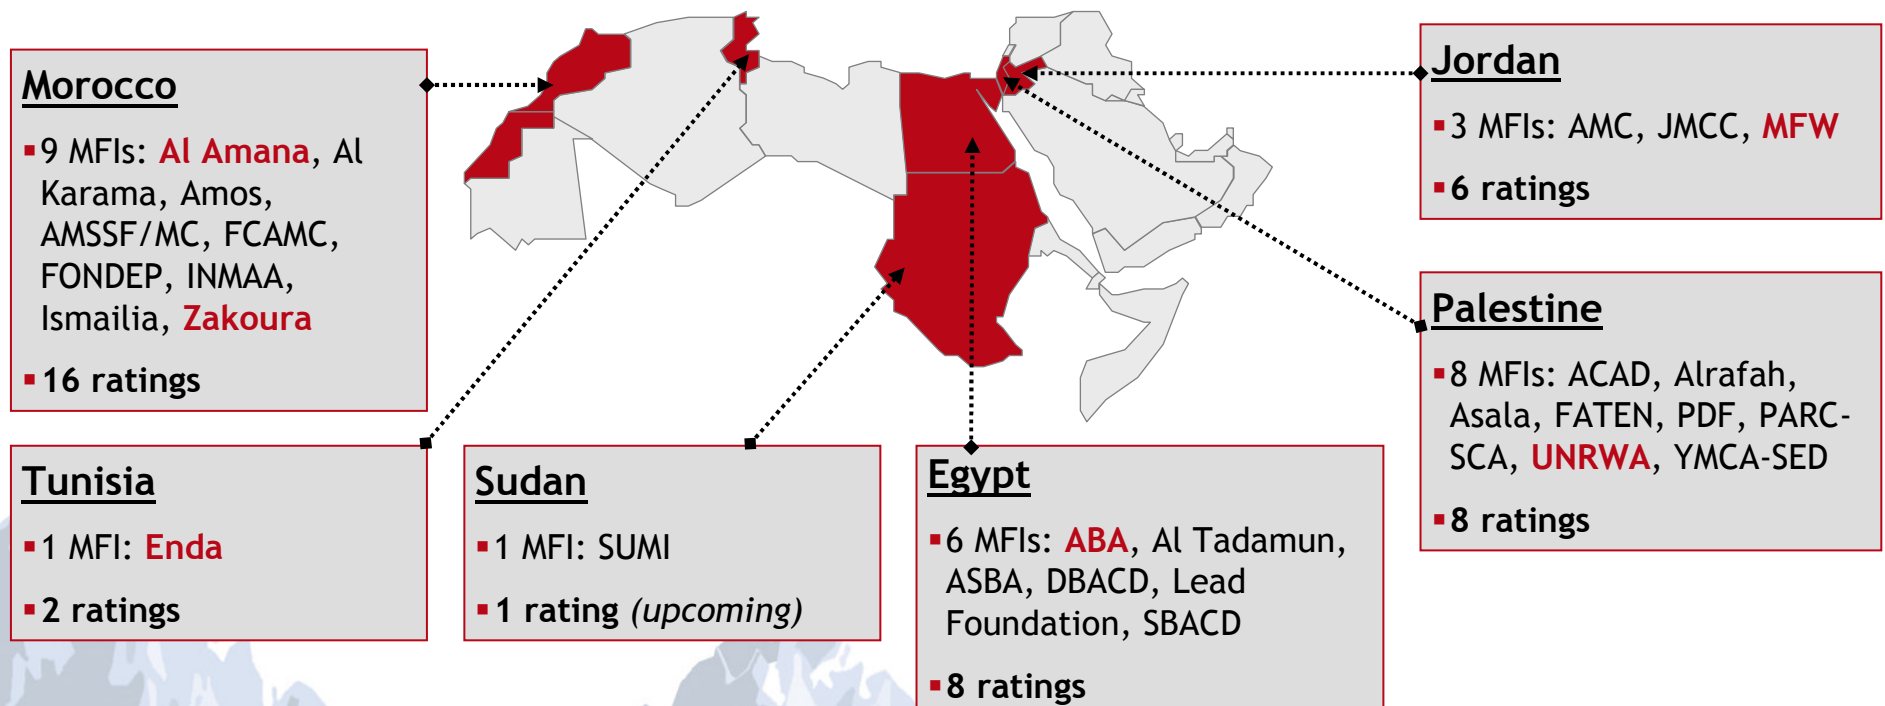 Morocco
▪9 MFIs: Al Amana, Al
Karama, Amos,
AMSSF/MC, FCAMC,
FONDEP, INMAA,
Ismailia, Zakoura
▪16 ratings
Jordan
▪3 MFIs: AMC, JMCC, MFW
▪6 ratings
Palestine
▪8 MFIs: ACAD, Alrafah,
Asala, FATEN, PDF, PARC-
SCA, UNRWA, YMCA-SED
▪8 ratings
Tunisia
▪1 MFI: Enda
▪2 ratings
Sudan
▪1 MFI: SUMI
▪1 rating (upcoming)
Egypt
▪6 MFIs: ABA, Al Tadamun,
ASBA, DBACD, Lead
Foundation, SBACD
▪8 ratings